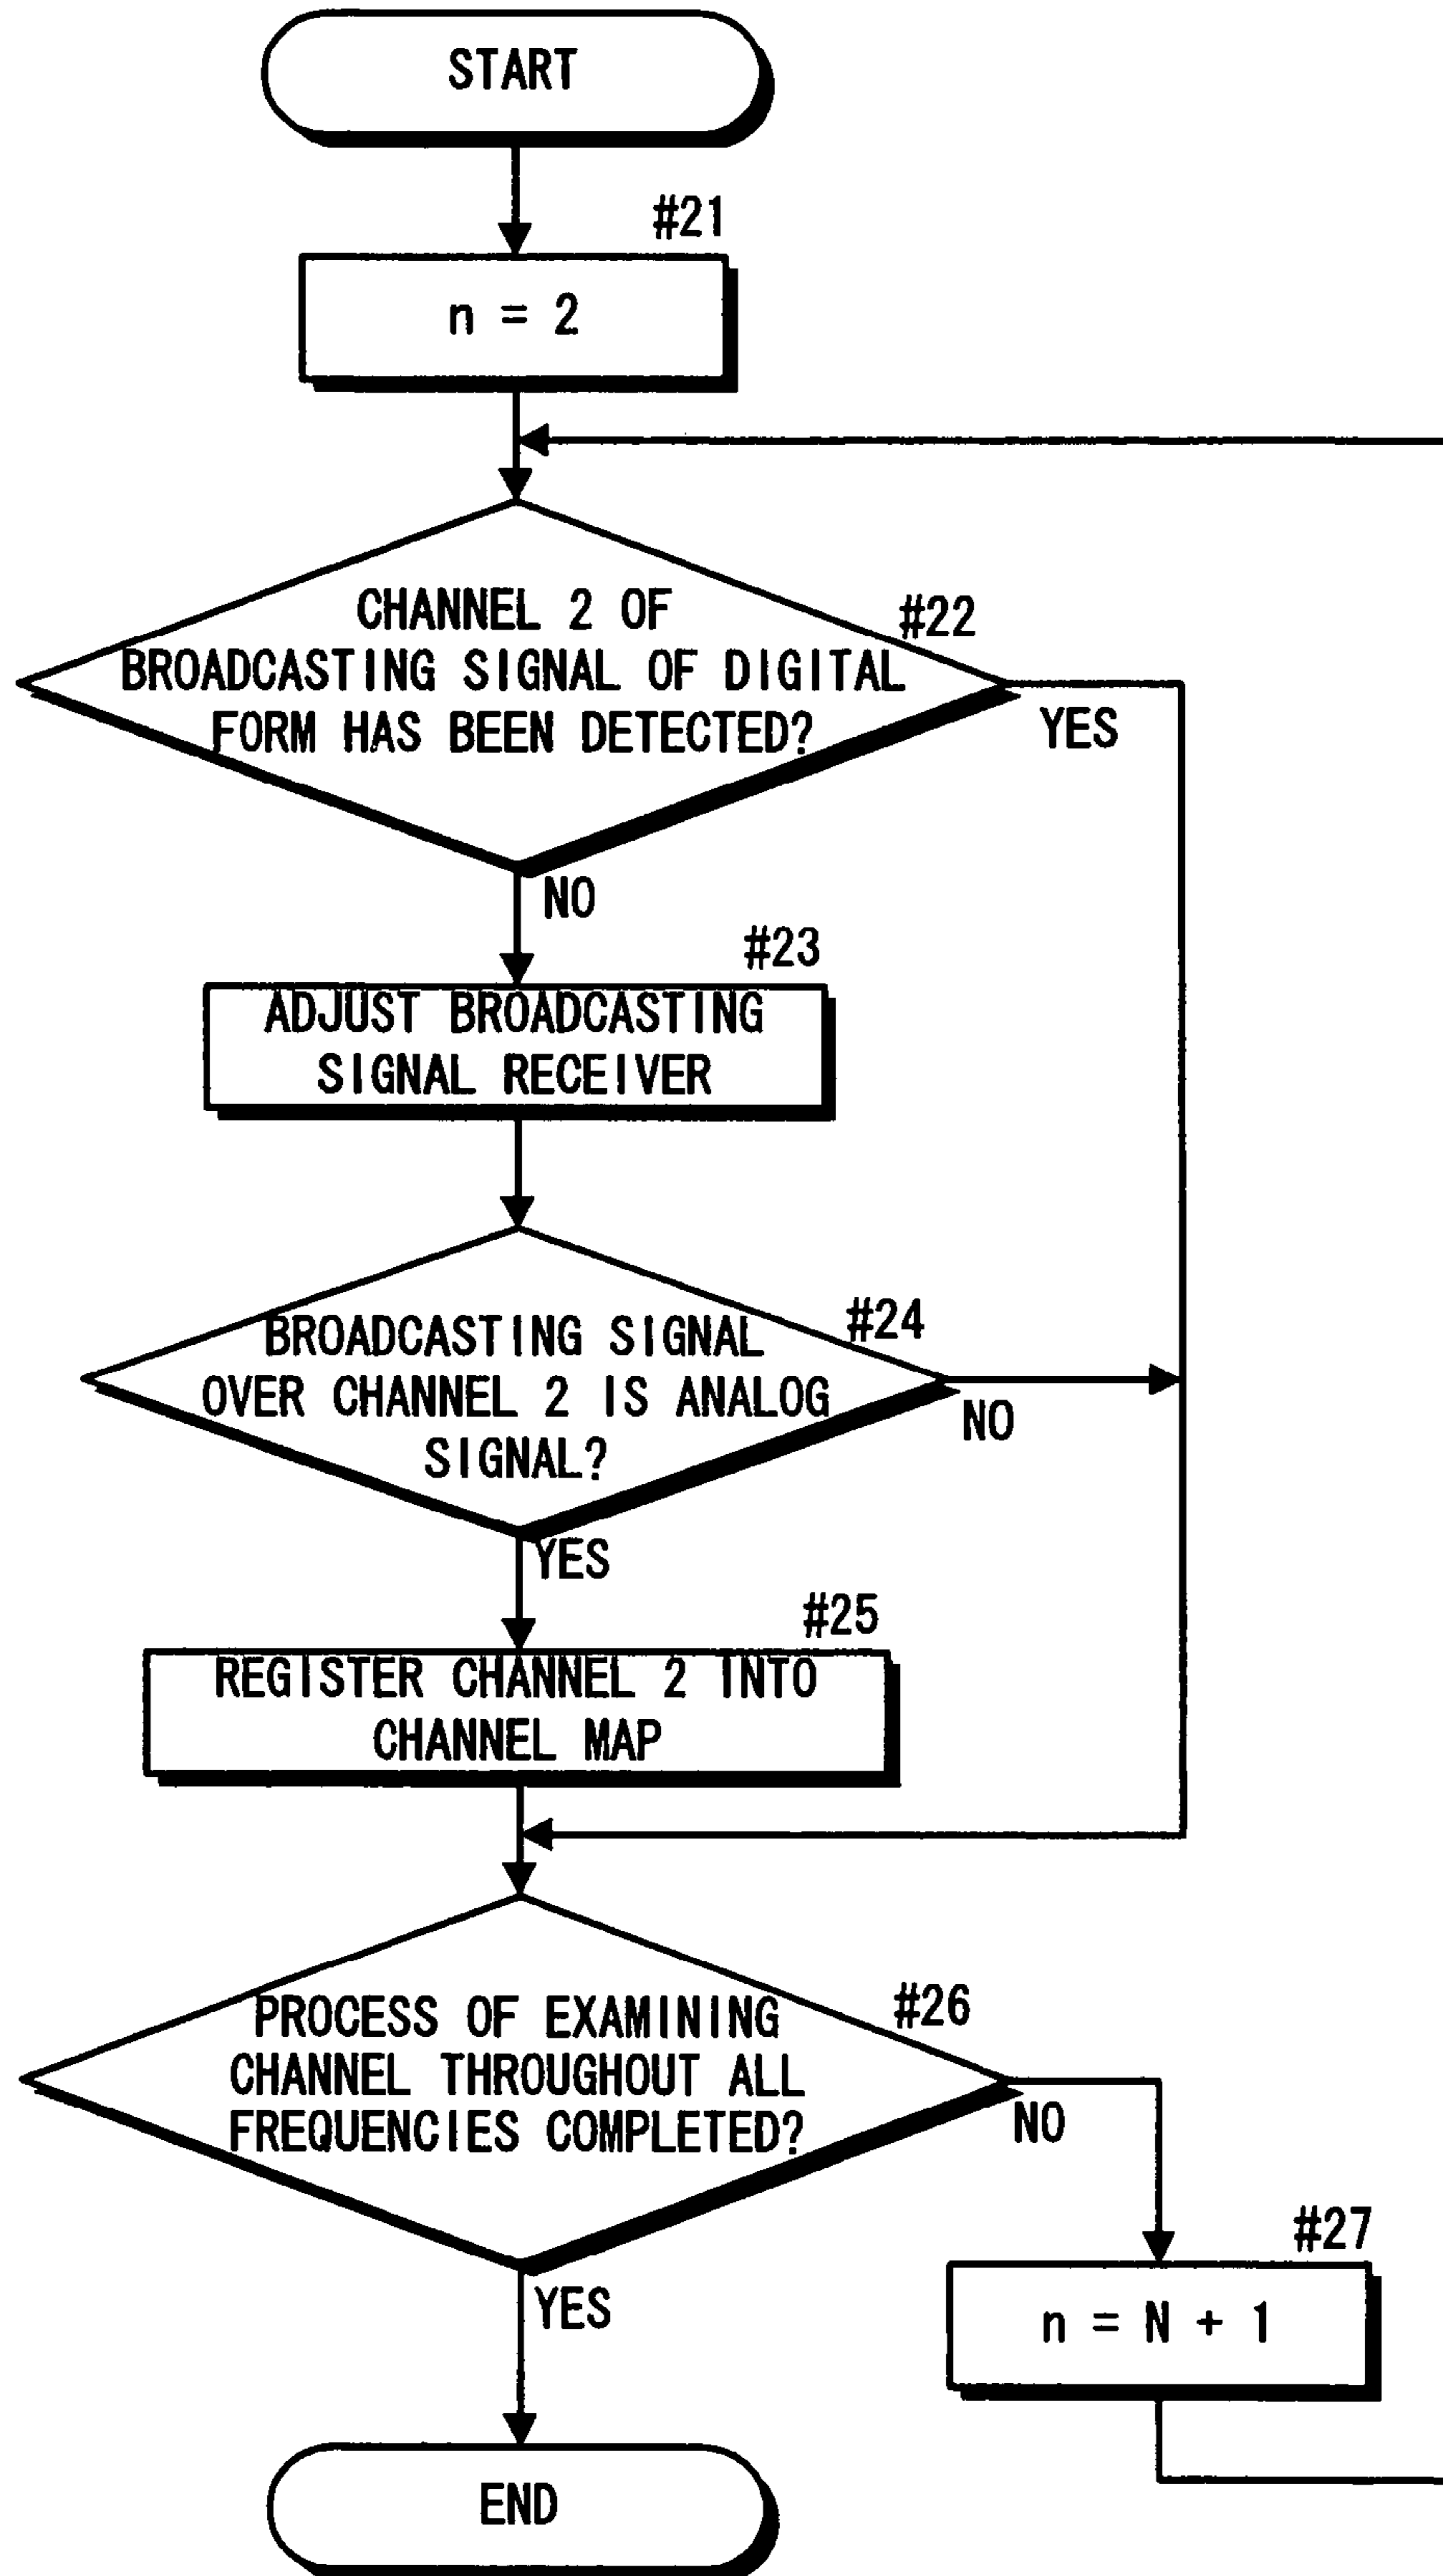 START
#21
n = 2
CHANNEL 2 OF
#22
BROADCASTING SIGNAL OF DIGITAL
FORM HAS BEEN DETECTED?
YES
NO
#23
ADJUST BROADCASTING
SIGNAL RECEIVER
#24
BROADCASTING SIGNAL
OVER CHANNEL 2 IS ANALOG
SIGNAL?
NO
YES
#25
REGISTER CHANNEL 2 INTO
CHANNEL MAP
#26
PROCESS OF EXAMINING
CHANNEL THROUGHOUT ALL
FREQUENCIES COMPLETED?
NO
#27
n = N + 1
YES
END